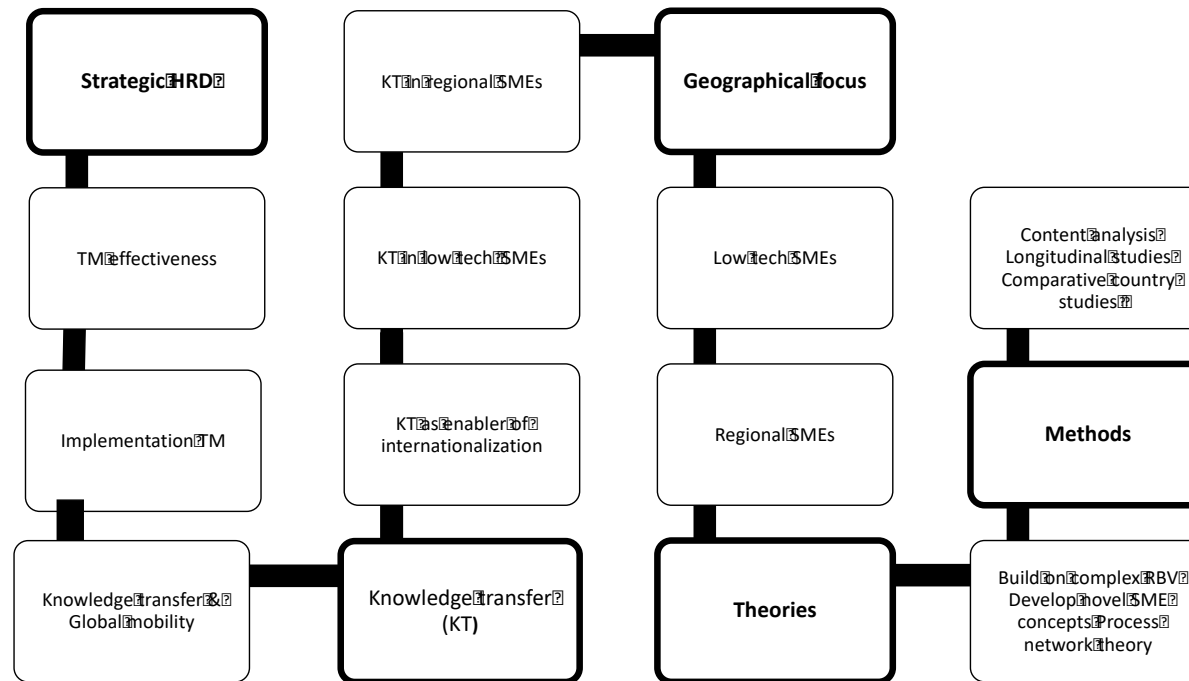 Strategic HRD
TM effectiveness
Implementation TM
Knowledge transfer &
Global mobility
KT in regional SMEs
KT in low tech SMEs
KT as enabler of
internationalization
Knowledge transfer
(KT)
Geographical focus
Low tech SMEs
Regional SMEs
Theories
Content analysis
Longitudinal studies
Comparative country
studies
Methods
Build on complex RBV
Develop novel SME
concepts Process
network theory